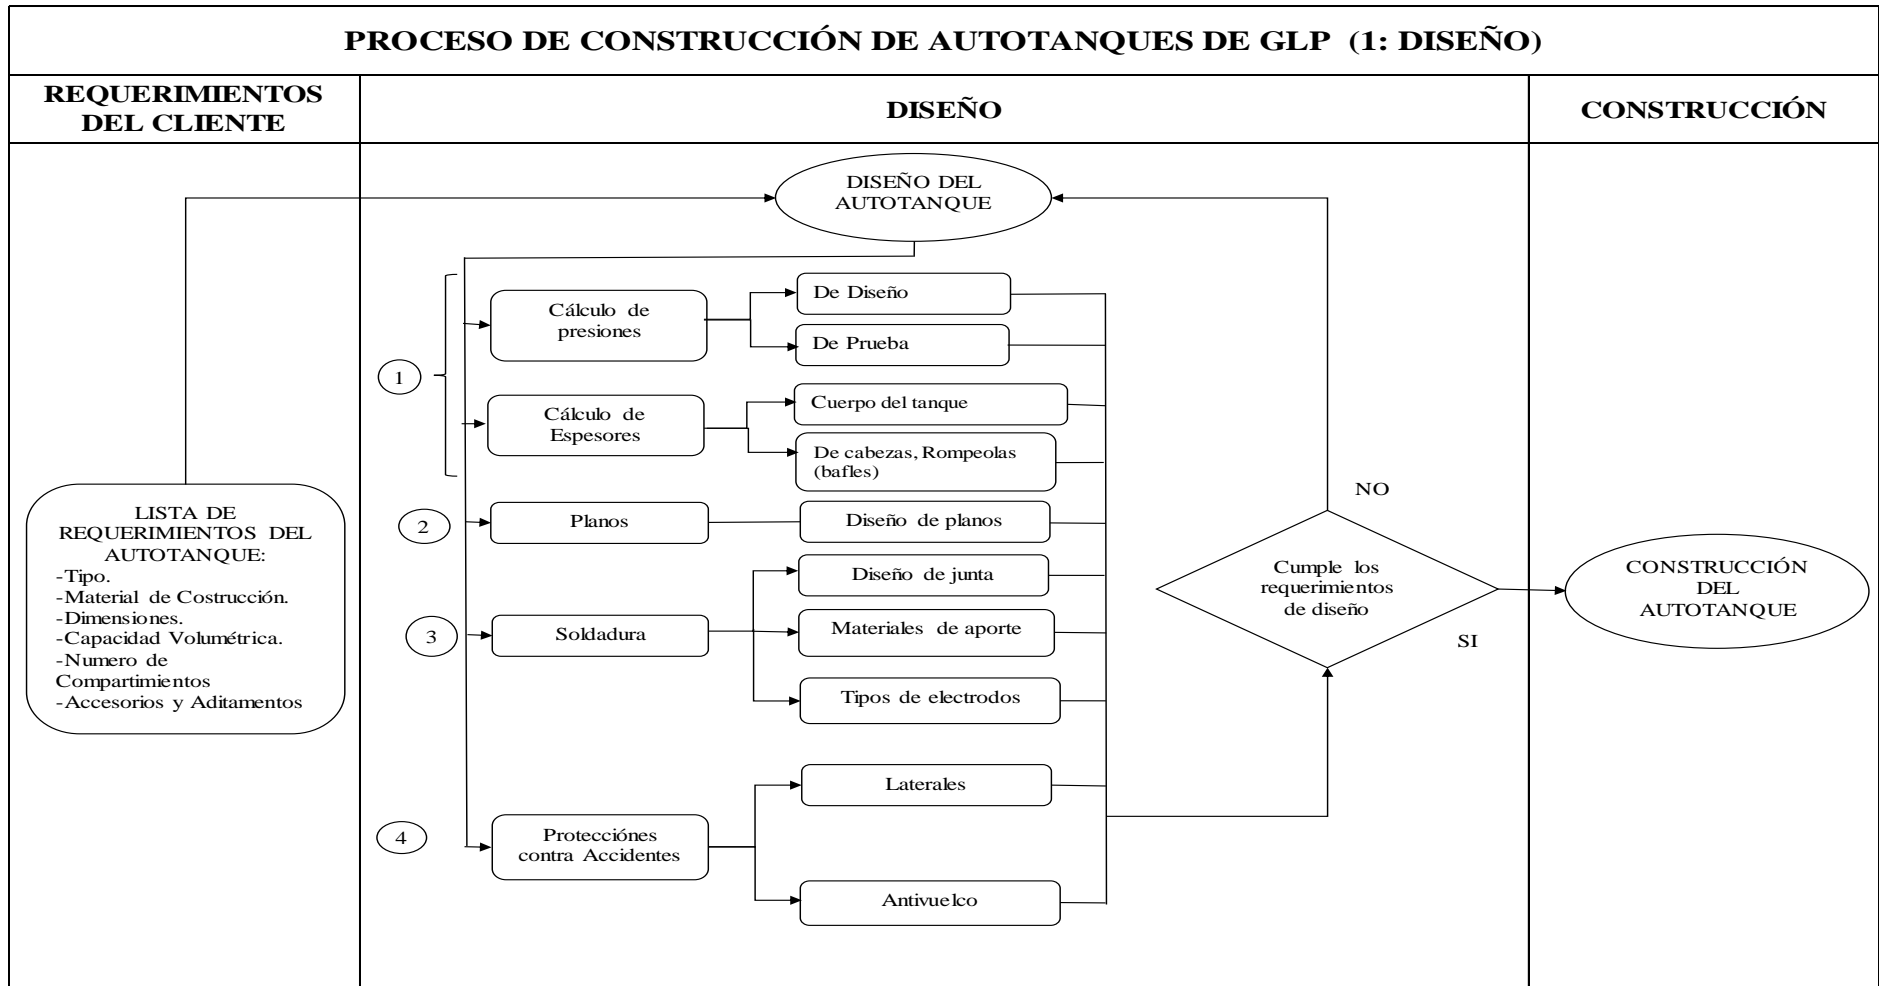 PROCESO DE CONSTRUCCIÓN DE AUTOTANQUES DE GLP (1: DISEÑO)
REQUERIMIENTOS
DEL CLIENTE
DISEÑO
CONSTRUCCIÓN
LISTA DE
REQUERIMIENTOS DEL
AUTOTANQUE:
-Tipo.
-Material de Costrucción.
-Dimensiones.
-Capacidad Volumétrica.
-Numero de
Compartimientos
-Accesorios y Aditamentos
DISEÑO DEL
AUTOTANQUE
1
Cálculo de
presiones
De Diseño
De Prueba
Cálculo de
Espesores
Cuerpo del tanque
De cabezas, Rompeolas
(bafles)
2
Planos
Diseño de planos
3
Soldadura
Diseño de junta
Materiales de aporte
Tipos de electrodos
4
Protecciónes
contra Accidentes
Laterales
Antivuelco
NO
Cumple los
requerimientos
de diseño
SI
CONSTRUCCIÓN
DEL
AUTOTANQUE